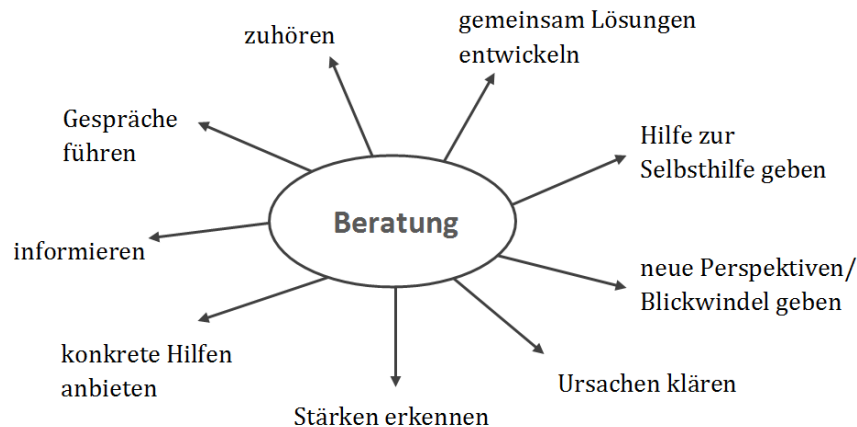 zuhören
gemeinsam Lösungen
entwickeln
Gespräche
führen
Hilfe zur
Selbsthilfe geben
Beratung
informieren
neue Perspektiven/
Blickwindel geben
konkrete Hilfen
anbieten
Ursachen klären
Stärken erkennen